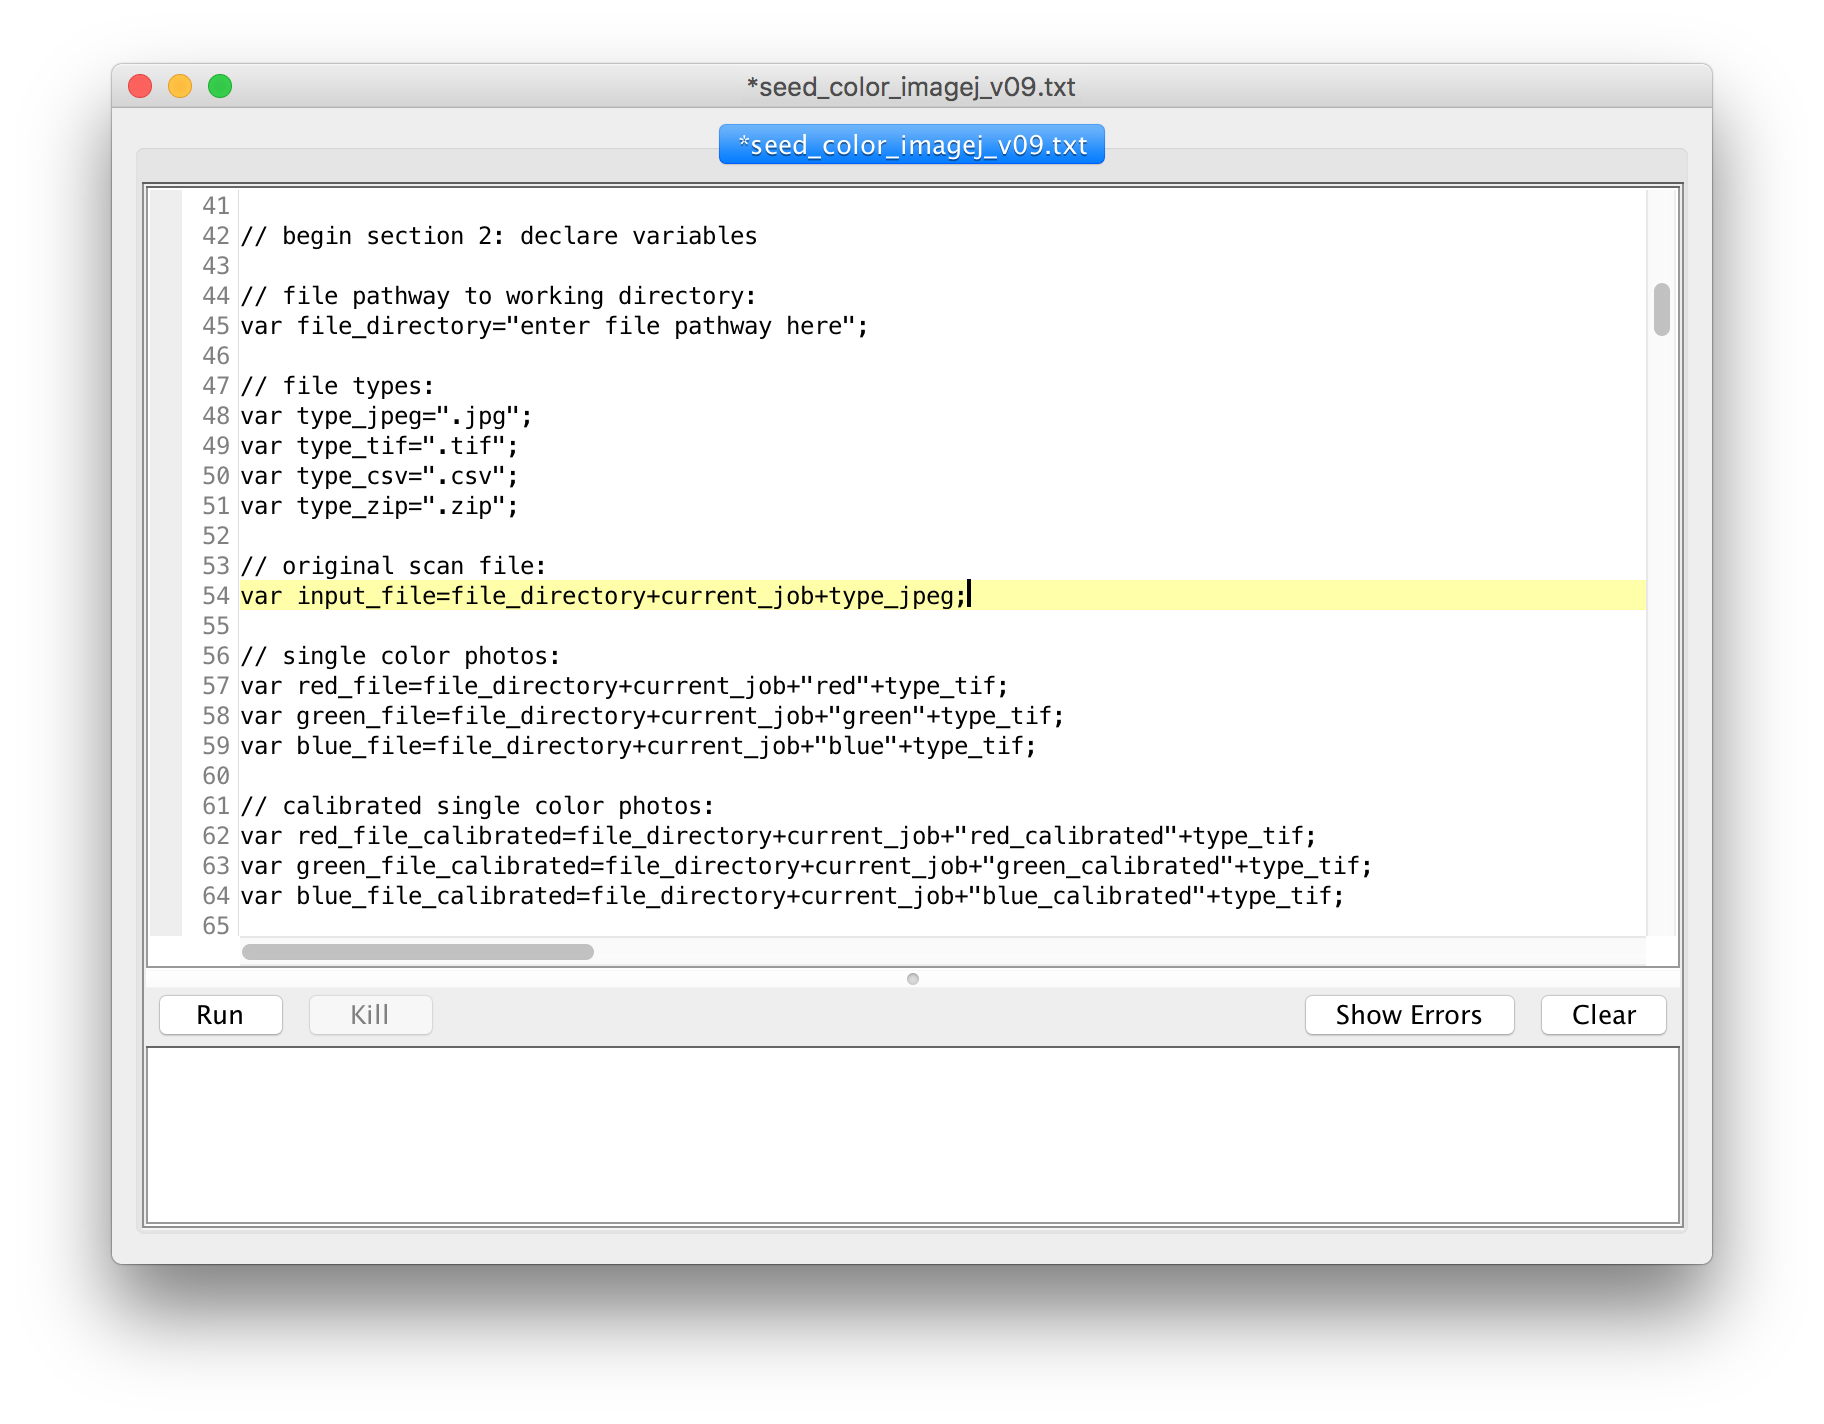 *seed_color_imagej_v09.txt
*seed_color_imagej_v09.txt
41
42 // begin section 2: declare variables
43
44 // file pathway to working directory:
45 var file_directory="enter file pathway here";
46
47 // file types:
48 var type_jpeg=".jpg";
49 var type_tif=".tif";
50 var type_csv=".csv";
51 var type_zip=".zip";
52
53 // original scan file:
54 var input_file=file_directory+current_job+type_jpeg;
55
56 // single color photos:
57 var red_file=file_directory+current_job+"red"+type_tif;
58 var green_file=file_directory+current_job+"green"+type_tif;
59 var blue_file=file_directory+current_job+"blue"+type_tif;
60
61 // calibrated single color photos:
62 var red_file_calibrated=file_directory+current_job+"red_calibrated"+type_tif;
63 var green_file_calibrated=file_directory+current_job+"green_calibrated"+type_tif;
64 var blue_file_calibrated=file_directory+current_job+"blue_calibrated"+type_tif;
65
Run Kill Show Errors Clear